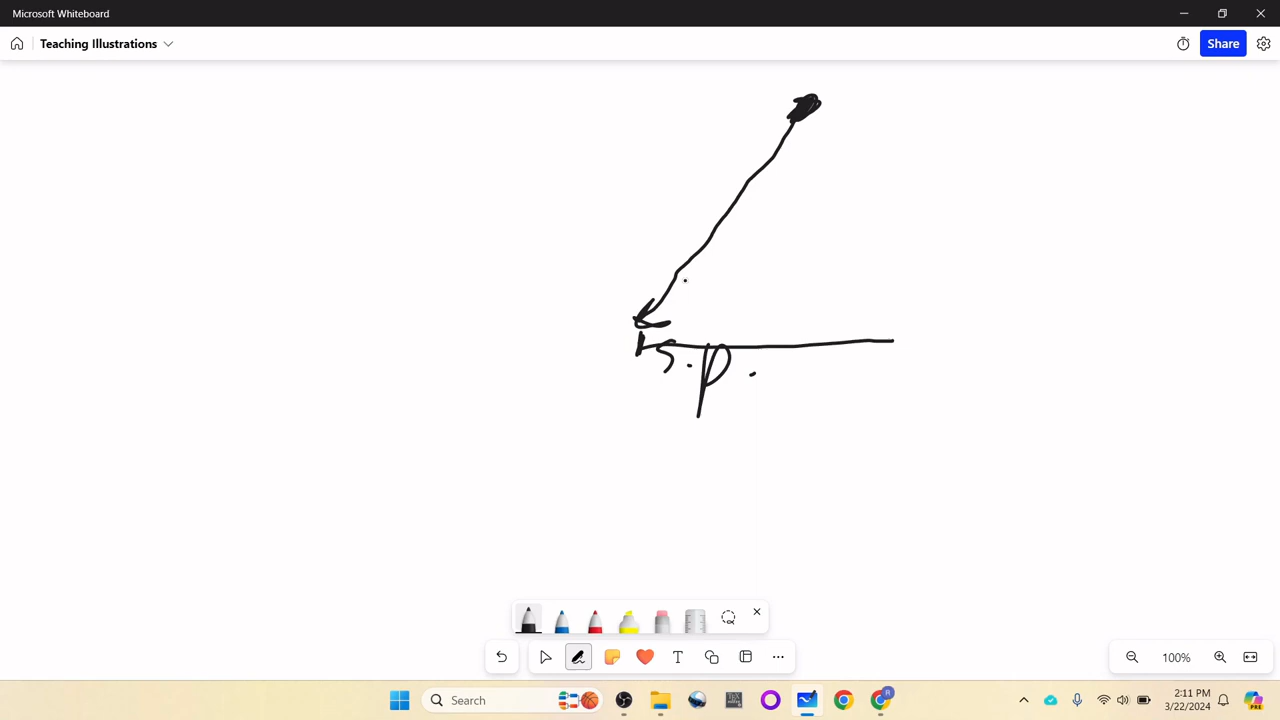 Microsoft Whiteboard
Teaching Illustrations
Share
s.p.
100%
Search
2:11 PM
3/22/2024